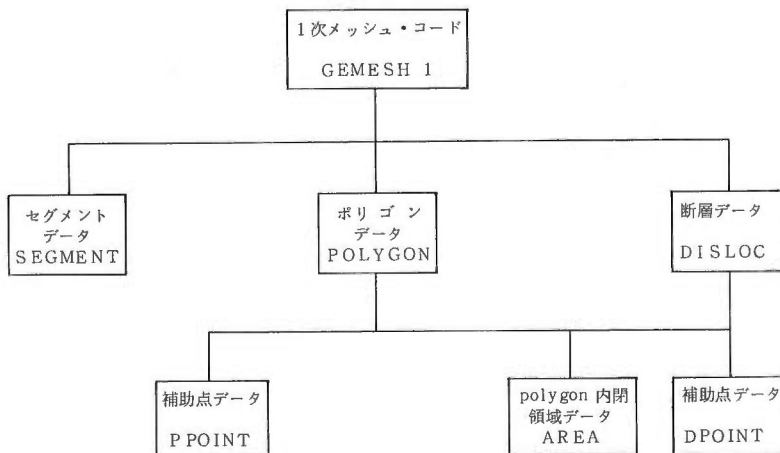 1次メッシュ・コード
GEMESH 1
セグメント
データ
SEGMENT
ポリゴン
データ
POLYGON
断層データ
DISLOC
補助点データ
PPOINT
polygon 内閉
領域データ
AREA
補助点データ
DPOINT